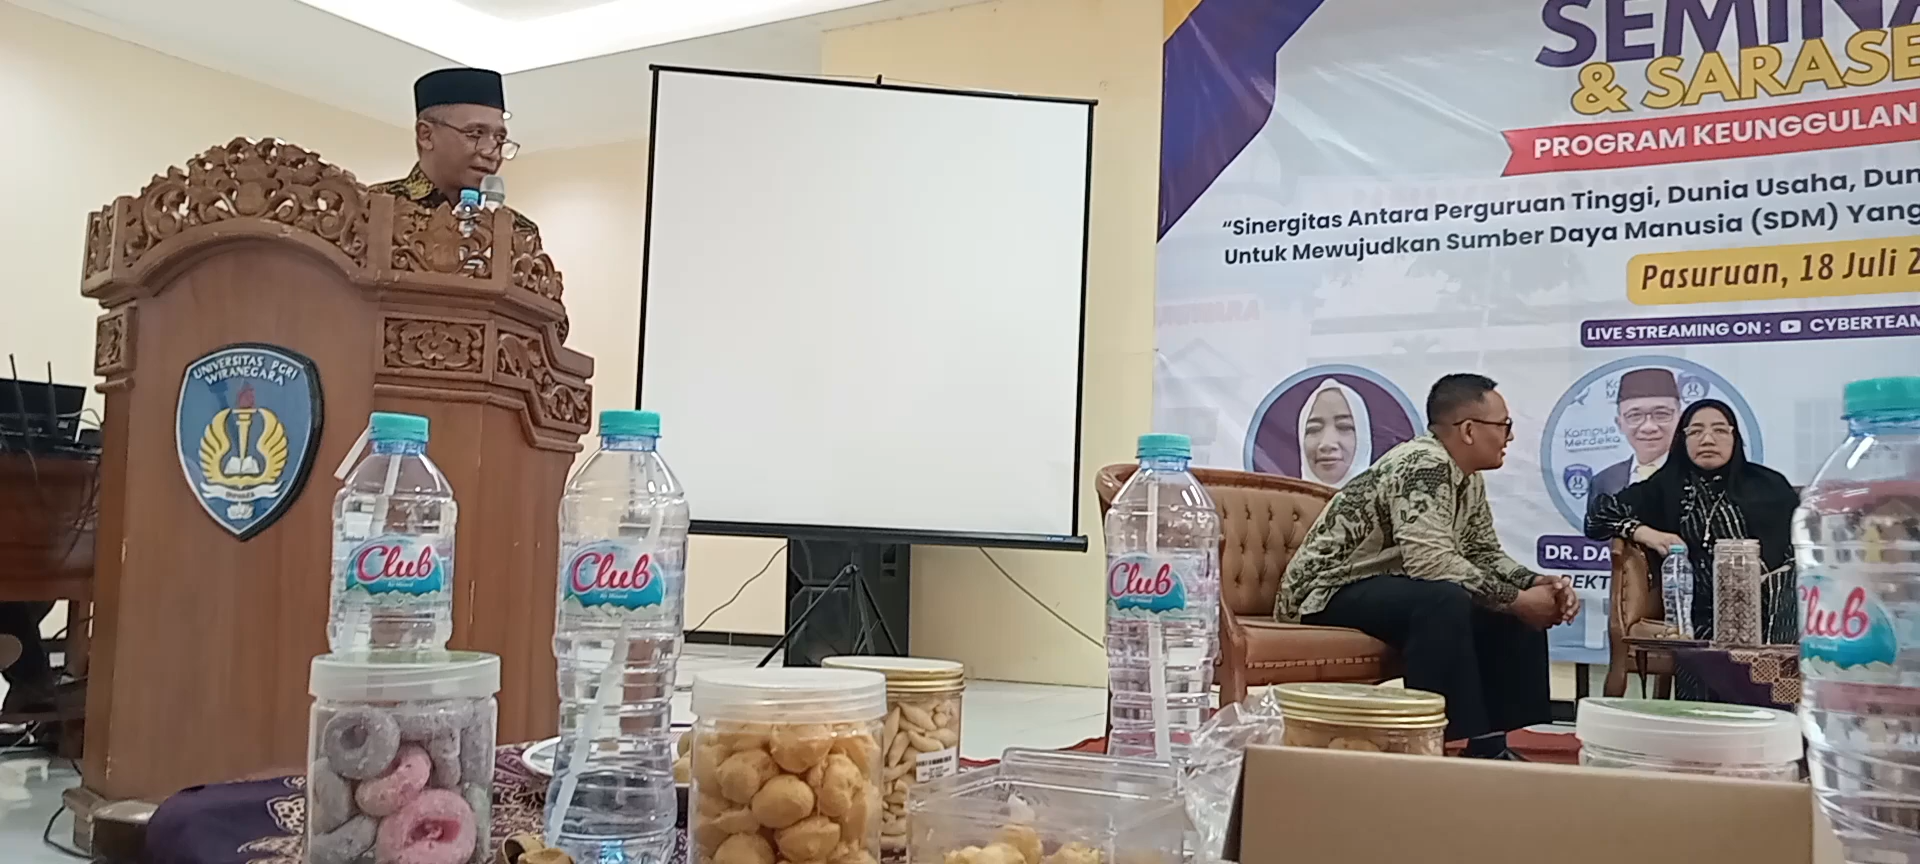 SEMINA
& SARASE
PROGRAM KEUNGGULAN
“Sinergitas Antara Perguruan Tinggi, Dunia Usaha, Dun
Untuk Mewujudkan Sumber Daya Manusia (SDM) Yang
Pasuruan, 18 Juli 2
LIVE STREAMING ON : CYBERTEAM
Kampus
Merdeka
DR. DA
REKT
UNIVERSITAS PGRI
WIRANEGARA
Club
Club
Club
Club